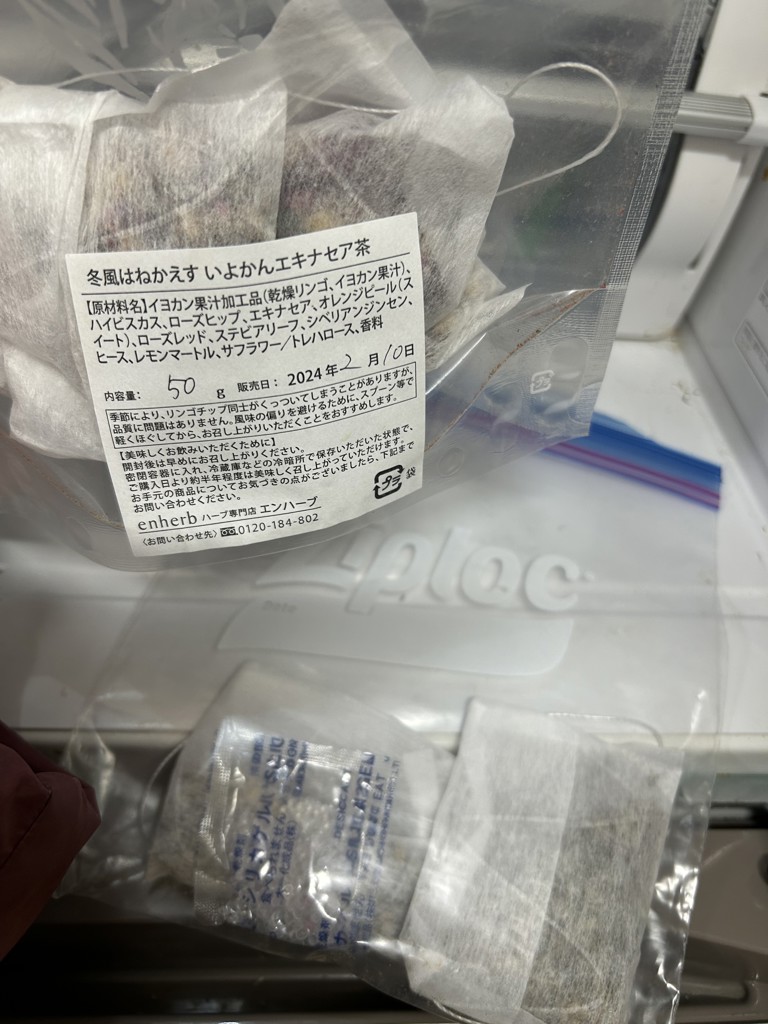 冬風はねかえす いよかんエキナセア茶
【原材料名】イヨカン果汁加工品(乾燥リンゴ、イヨカン果汁)、
ハイビスカス、ローズヒップ、エキナセア、オレンジピール(ス
イート)、ローズレッド、ステビアリーフ、シベリアンジンセン、
ヒース、レモンマートル、サフラワー／トレハロース、香料
内容量: 50 g 販売日: 2024年2月10日
季節により、リンゴチップ同士がくっついてしまうことがありますが、
品質に問題はありません。風味の偏りを避けるために、スプーン等で
軽くほぐしてから、お召し上がりいただくことをおすすめします。
【美味しくお飲みいただくために】
開封後は早めにお召し上がりください。
密閉容器に入れ、冷蔵庫などの冷暗所で保存いただいた状態で、
ご購入日より約半年程度は美味しく召し上がっていただけます。
お手元の商品についてお気づきの点がございましたら、下記まで
お問い合わせください。
プラ 袋
enherb ハーブ専門店 エンハーブ
〈お問い合わせ先〉0120-184-802
プラ
Ziploc
Date
シリカゲル
食べられません
EAT